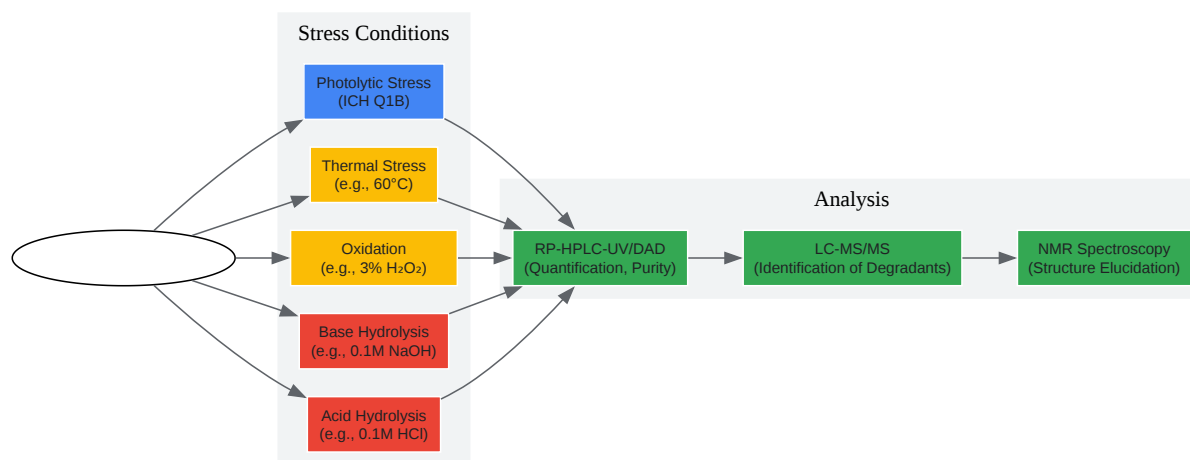 Stress Conditions
Photolytic Stress
(ICH Q1B)
Thermal Stress
(e.g., 60°C)
Oxidation
(e.g., 3% H₂O₂)
Base Hydrolysis
(e.g., 0.1M NaOH)
Acid Hydrolysis
(e.g., 0.1M HCl)
Analysis
RP-HPLC-UV/DAD
(Quantification, Purity)
LC-MS/MS
(Identification of Degradants)
NMR Spectroscopy
(Structure Elucidation)